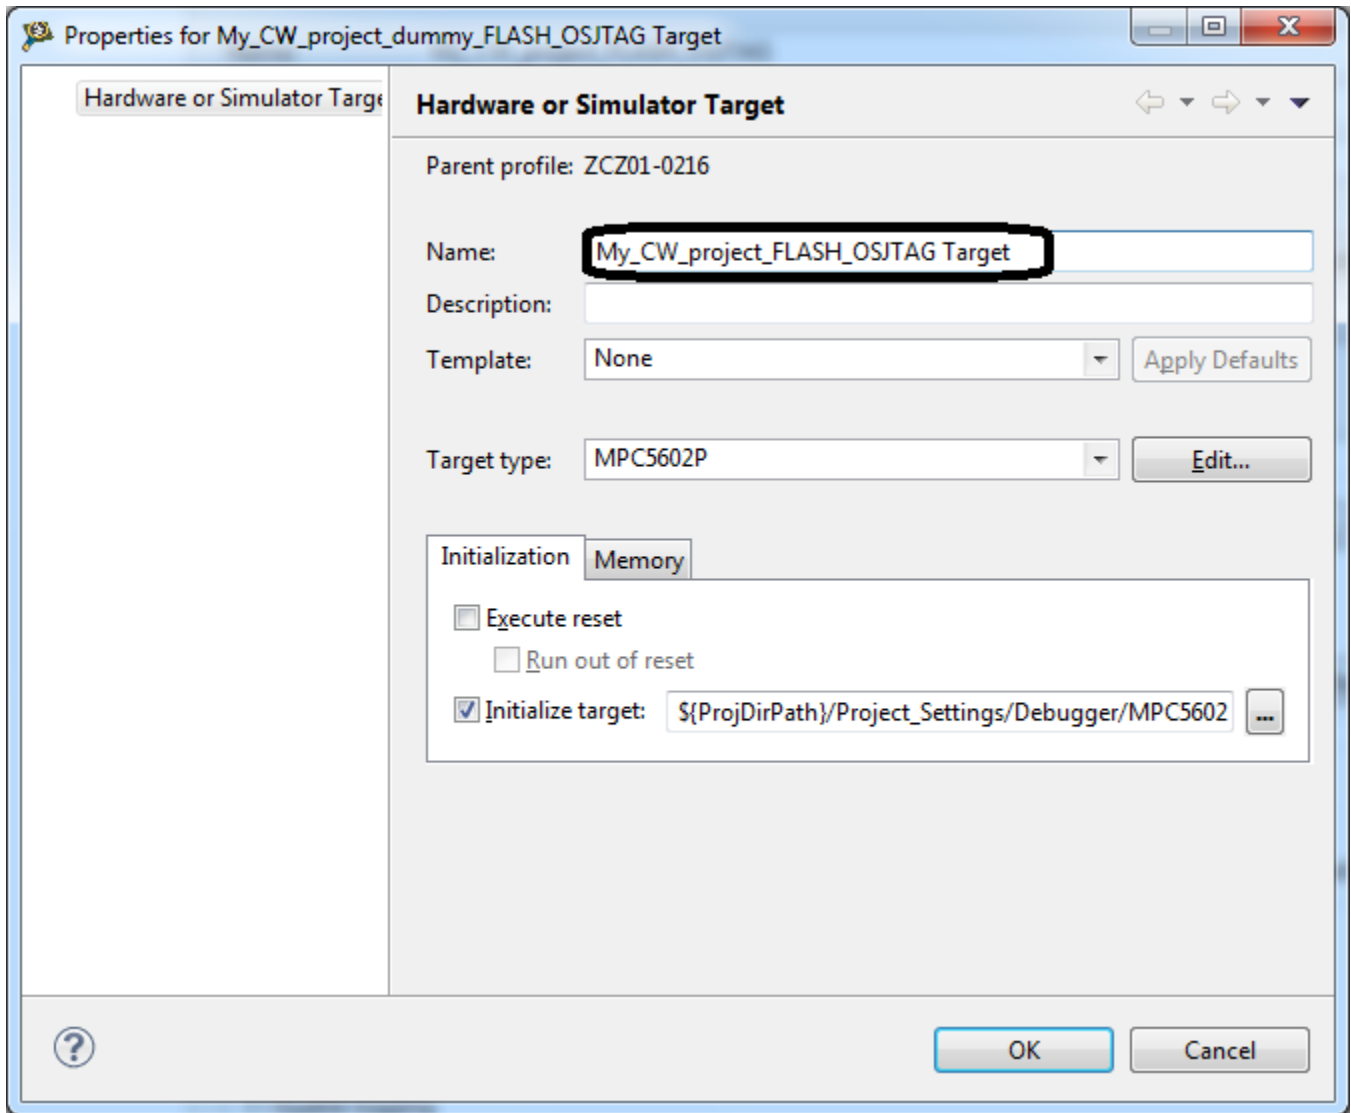 Properties for My_CW_project_dummy_FLASH_OSJTAG Target
Hardware or Simulator Targe
Hardware or Simulator Target
Parent profile: ZCZ01-0216
Name: My_CW_project_FLASH_OSJTAG Target
Description:
Template: None Apply Defaults
Target type: MPC5602P Edit...
Initialization Memory
Execute reset
Run out of reset
Initialize target: ${ProjDirPath}/Project_Settings/Debugger/MPC5602 ...
? OK Cancel